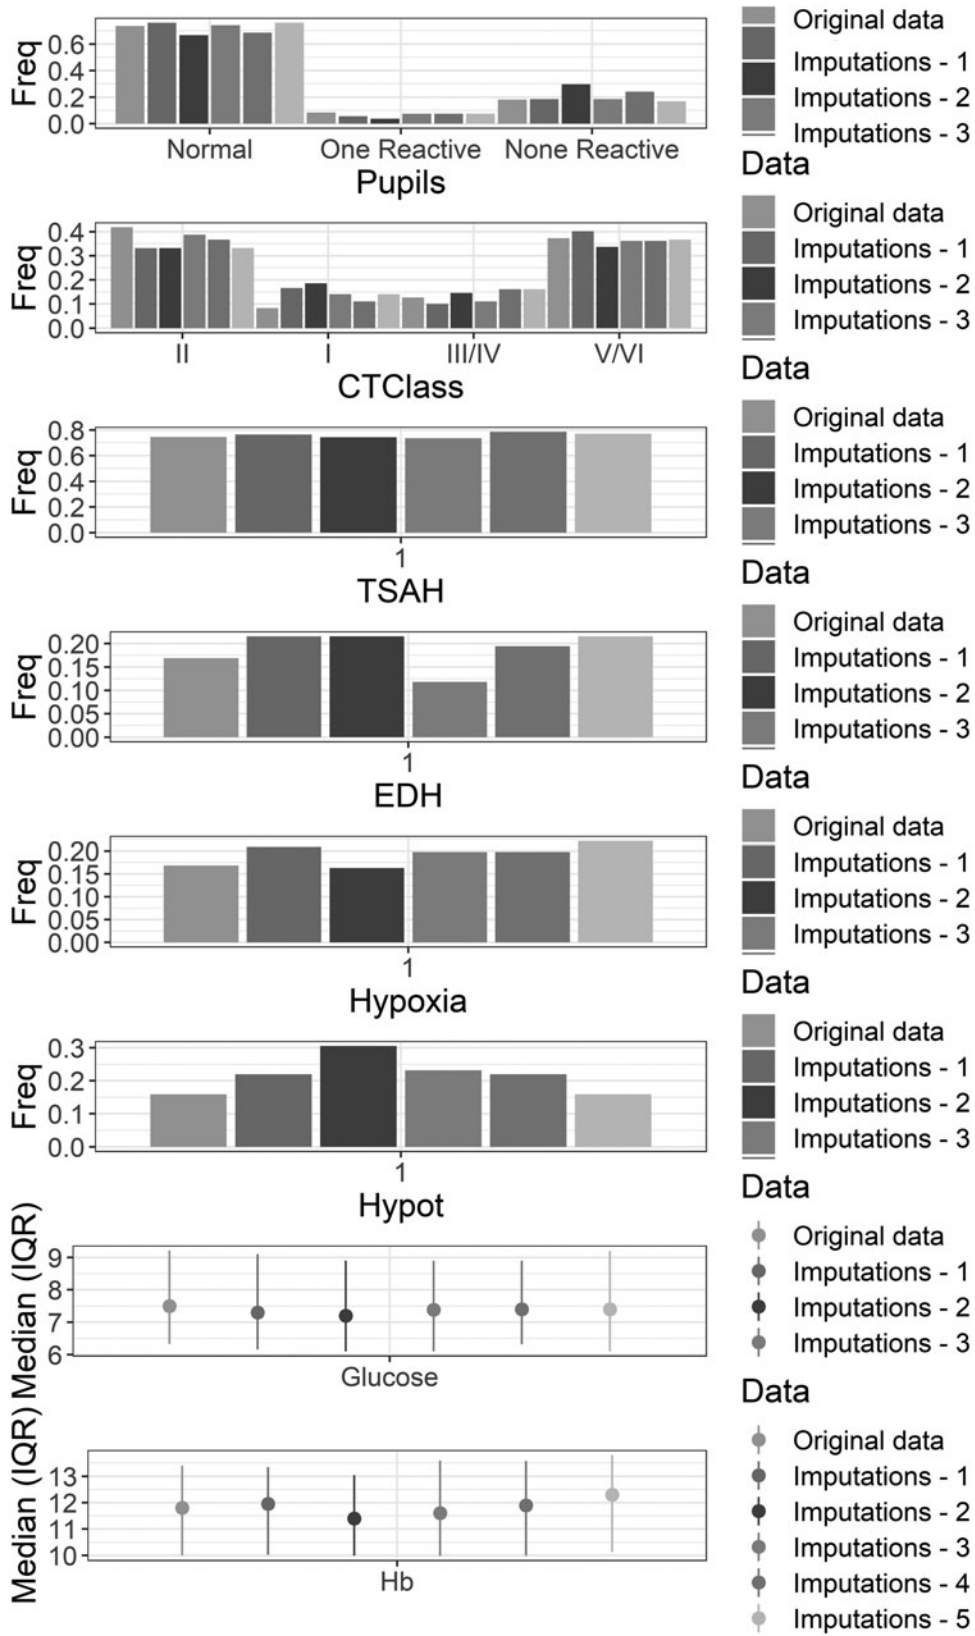 Freq
0.6
0.4
0.2
0.0
Normal One Reactive None Reactive
Pupils
Original data
Imputations - 1
Imputations - 2
Imputations - 3
Data
Freq
0.4
0.3
0.2
0.1
0.0
II I III/IV V/VI
CTClass
Original data
Imputations - 1
Imputations - 2
Imputations - 3
Data
Freq
0.8
0.6
0.4
0.2
0.0
1
TSAH
Original data
Imputations - 1
Imputations - 2
Imputations - 3
Data
Freq
0.20
0.15
0.10
0.05
0.00
1
EDH
Original data
Imputations - 1
Imputations - 2
Imputations - 3
Data
Freq
0.20
0.15
0.10
0.05
0.00
1
Hypoxia
Original data
Imputations - 1
Imputations - 2
Imputations - 3
Data
Freq
0.3
0.2
0.1
0.0
1
Hypot
Original data
Imputations - 1
Imputations - 2
Imputations - 3
Data
Median (IQR)
9
8
7
6
Glucose
Original data
Imputations - 1
Imputations - 2
Imputations - 3
Data
Median (IQR)
13
12
11
10
Hb
Original data
Imputations - 1
Imputations - 2
Imputations - 3
Imputations - 4
Imputations - 5